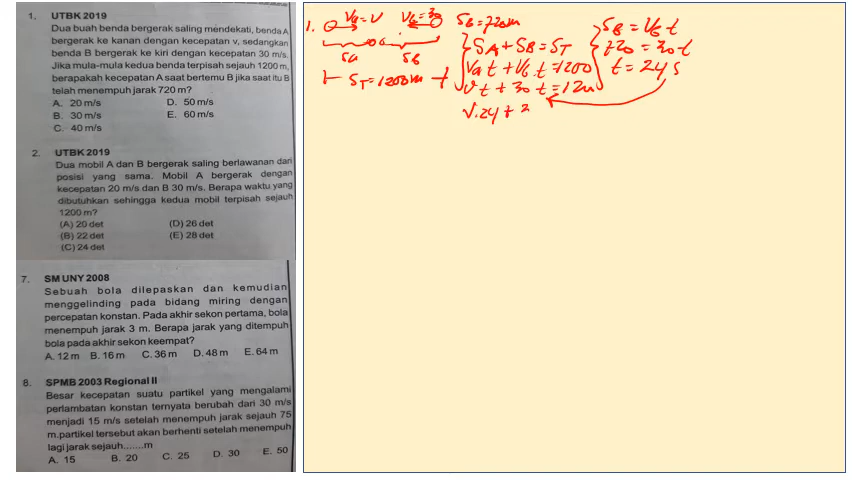 1. UTBK 2019
Dua buah benda bergerak saling mendekati, benda A
bergerak ke kanan dengan kecepatan v, sedangkan
benda B bergerak ke kiri dengan kecepatan 30 m/s.
Jika mula-mula kedua benda terpisah sejauh 1200 m,
berapakah kecepatan A saat bertemu B jika saat itu B
telah menempuh jarak 720 m?
A. 20 m/s D. 50 m/s
B. 30 m/s E. 60 m/s
C. 40 m/s
2. UTBK 2019
Dua mobil A dan B bergerak saling berlawanan dari
posisi yang sama. Mobil A bergerak dengan
kecepatan 20 m/s dan B 30 m/s. Berapa waktu yang
dibutuhkan sehingga kedua mobil terpisah sejauh
1200 m?
(A) 20 det (D) 26 det
(B) 22 det (E) 28 det
(C) 24 det
7. SM UNY 2008
Sebuah bola dilepaskan dan kemudian
menggelinding pada bidang miring dengan
percepatan konstan. Pada akhir sekon pertama, bola
menempuh jarak 3 m. Berapa jarak yang ditempuh
bola pada akhir sekon keempat?
A. 12 m B. 16 m C. 36 m D. 48 m E. 64 m
8. SPMB 2003 Regional II
Besar kecepatan suatu partikel yang mengalami
perlambatan konstan ternyata berubah dari 30 m/s
menjadi 15 m/s setelah menempuh jarak sejauh 75
m.partikel tersebut akan berhenti setelah menempuh
lagi jarak sejauh.......m
A. 15 B. 20 C. 25 D. 30 E. 50
1. Va = V Vb = 30 SB = 720m
Sa Sb
ST = 1200m
SA + SB = ST
Va t + Vb t = 1200
V t + 30 t = 1200
V.24 + 3
SB = Vb t
720 = 30 t
t = 24 s